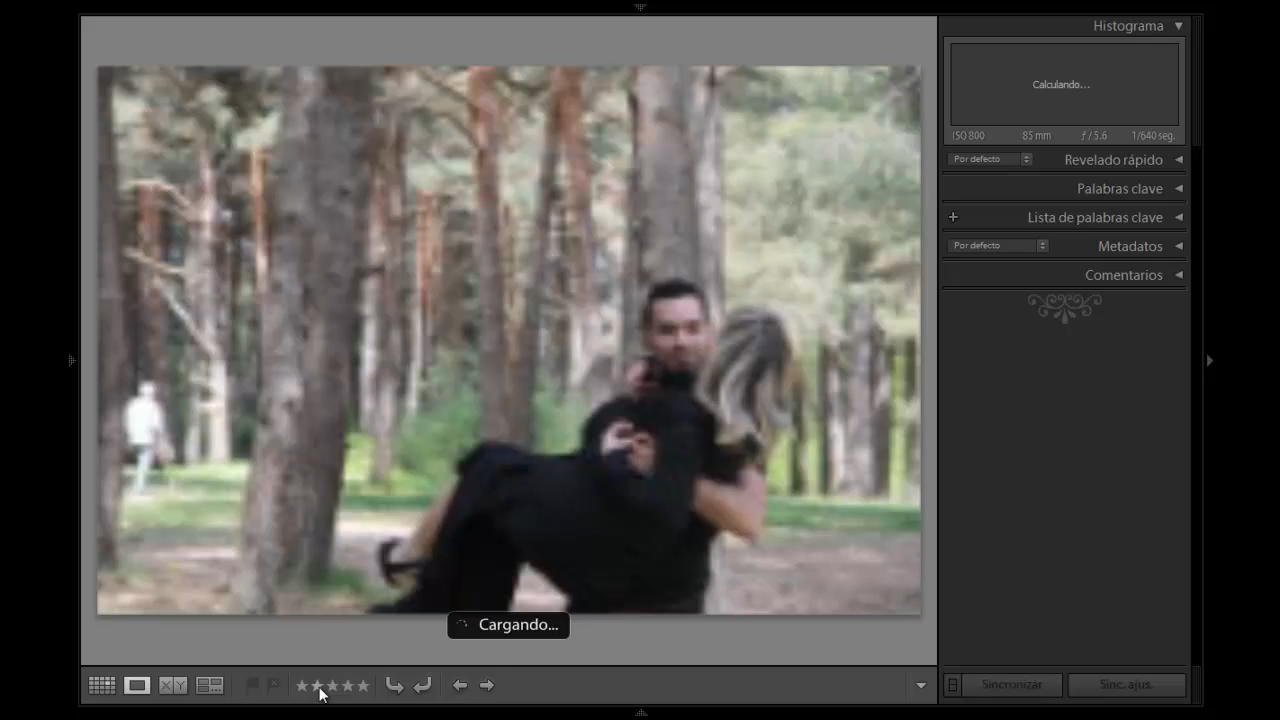 Histograma
Calculando...
ISO 800 85 mm ƒ / 5.6 1/640 seg.
Por defecto Revelado rápido
Palabras clave
+ Lista de palabras clave
Por defecto Metadatos
Comentarios
Cargando...
X Y
Sincronizar Sinc. ajus.